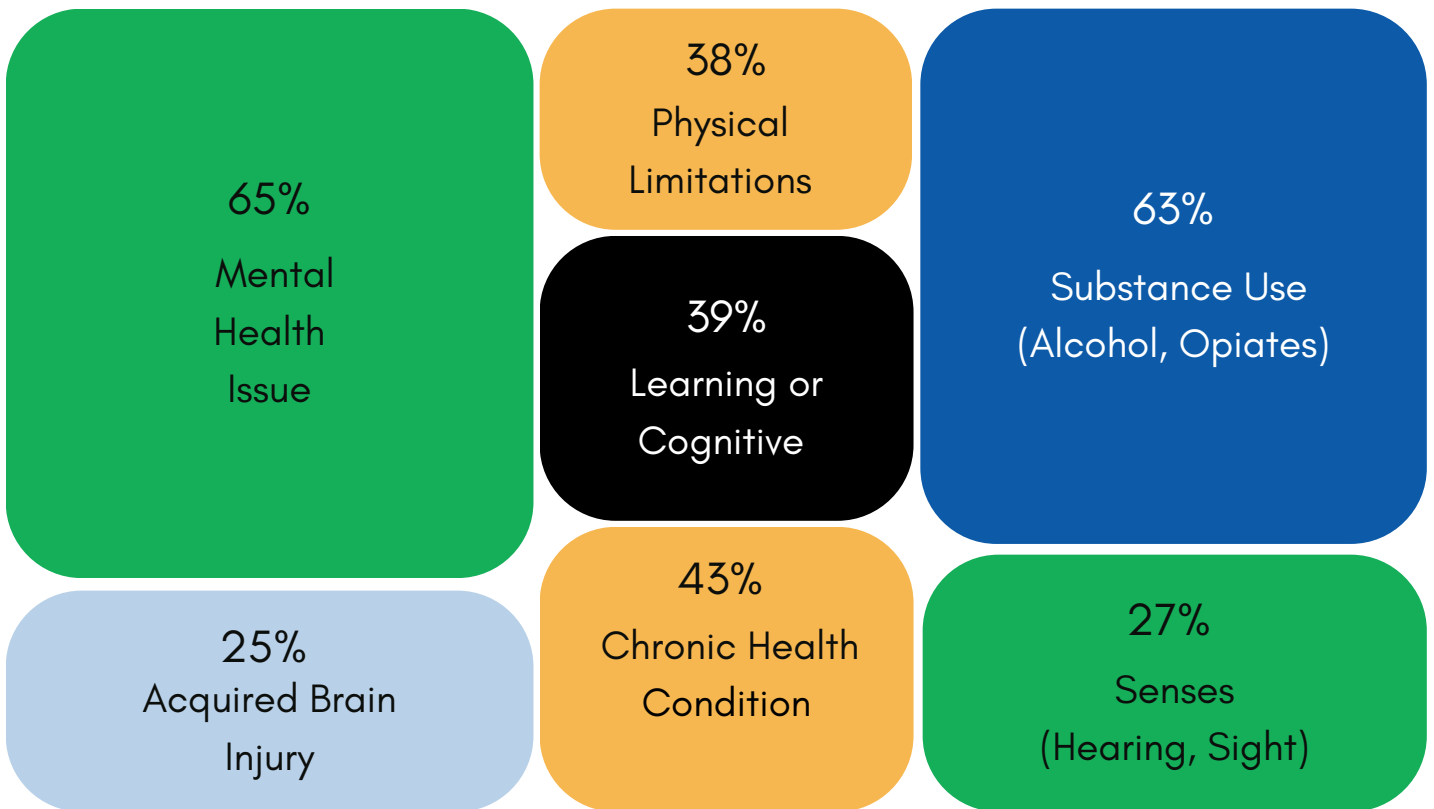 65%
Mental
Health
Issue
38%
Physical
Limitations
63%
Substance Use
(Alcohol, Opiates)
39%
Learning or
Cognitive
25%
Acquired Brain
Injury
43%
Chronic Health
Condition
27%
Senses
(Hearing, Sight)